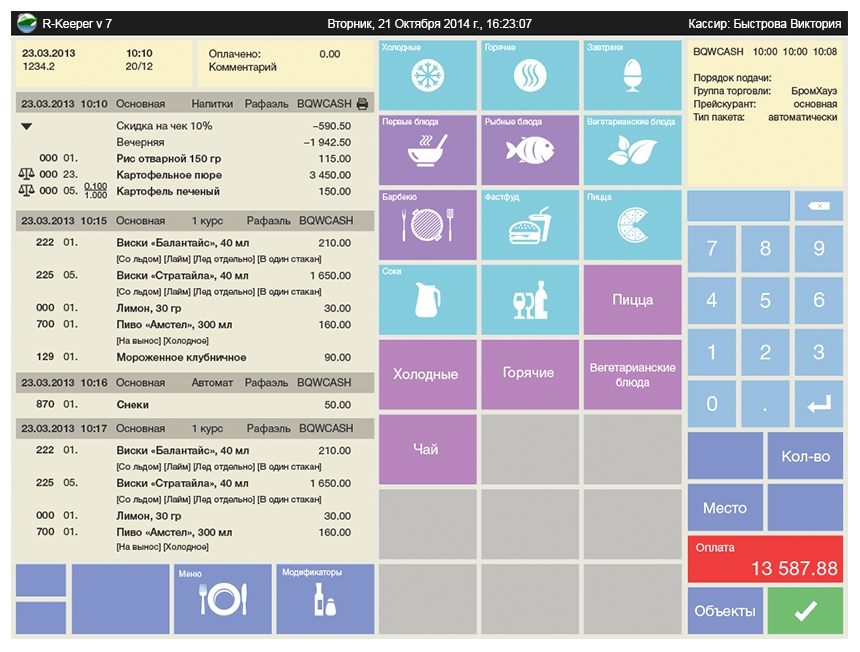 R-Keeper v 7
Вторник, 21 Октября 2014 г., 16:23:07
Кассир: Быстрова Виктория
23.03.2013 10:10
1234.2 20/12
Оплачено: 0.00
Комментарий
23.03.2013 10:10 Основная Напитки Рафаэль BQWCASH
Скидка на чек 10% –590.50
Вечерняя –1 942.50
000 01. Рис отварной 150 гр 115.00
000 23. Картофельное пюре 3 450.00
000 05. 0.100 1.000 Картофель печеный 150.00
23.03.2013 10:15 Основная 1 курс Рафаэль BQWCASH
222 01. Виски «Балантайс», 40 мл 210.00
[Со льдом] [Лайм] [Лед отдельно] [В один стакан]
225 05. Виски «Стратайла», 40 мл 1 650.00
[Со льдом] [Лайм] [Лед отдельно] [В один стакан]
000 01. Лимон, 30 гр 30.00
700 01. Пиво «Амстел», 300 мл 160.00
[На вынос] [Холодное]
129 01. Мороженное клубничное 90.00
23.03.2013 10:16 Основная Автомат Рафаэль BQWCASH
870 01. Снеки 50.00
23.03.2013 10:17 Основная 1 курс Рафаэль BQWCASH
222 01. Виски «Балантайс», 40 мл 210.00
[Со льдом] [Лайм] [Лед отдельно] [В один стакан]
225 05. Виски «Стратайла», 40 мл 1 650.00
[Со льдом] [Лайм] [Лед отдельно] [В один стакан]
000 01. Лимон, 30 гр 30.00
700 01. Пиво «Амстел», 300 мл 160.00
[На вынос] [Холодное]
Меню
Модификаторы
Холодные
Горячие
Завтраки
Первые блюда
Рыбные блюда
Вегетарианские блюда
Барбекю
Фастфуд
Пицца
Соки
Пицца
Холодные
Горячие
Вегетарианские
блюда
Чай
BQWCASH 10:00 10:00 10:08
Порядок подачи:
Группа торговли: БромХауз
Прейскурант: основная
Тип пакета: автоматически
7 8 9
4 5 6
1 2 3
0 .
Кол-во
Место
Оплата
13 587.88
Объекты